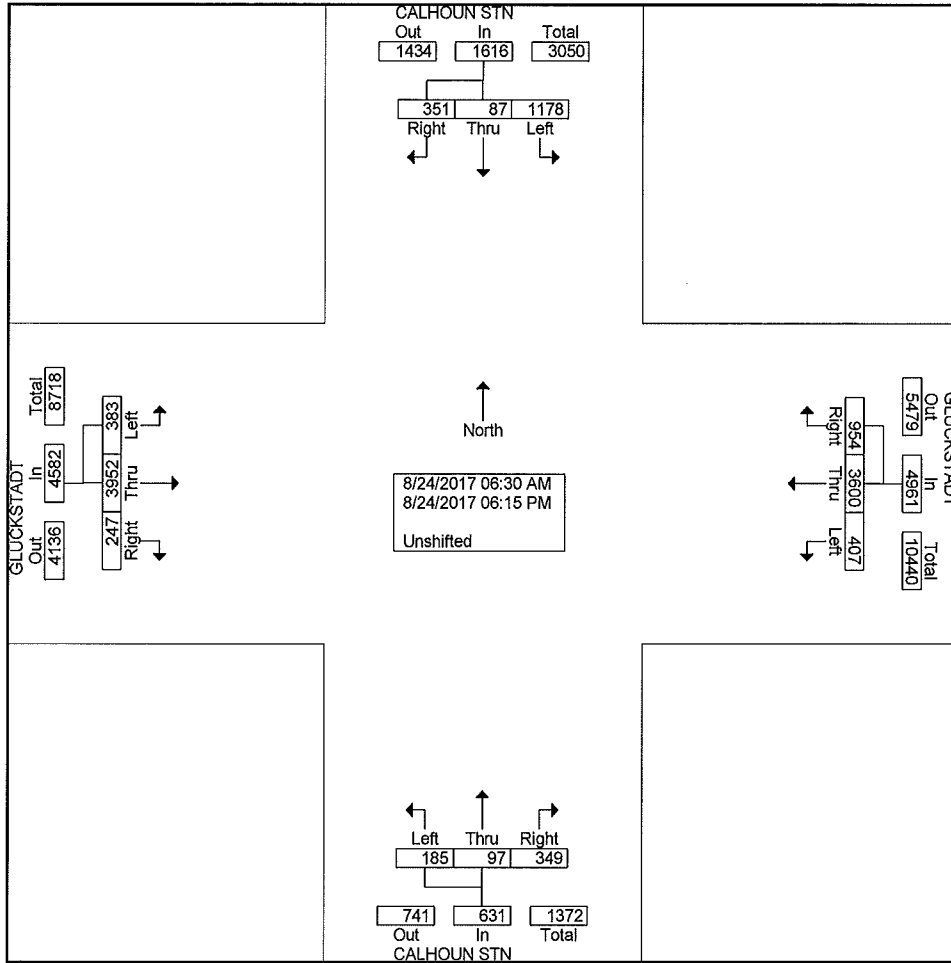 CALHOUN STN
Out In Total
1434 1616 3050
351 87 1178
Right Thru Left
GLUCKSTADT
Total In Out
8718 4582 4136
383 3952 247
Left Thru Right
North
8/24/2017 06:30 AM
8/24/2017 06:15 PM
Unshifted
Right Thru Left
954 3600 407
5479 4961 10440
Out In Total
GLUCKSTADT
Left Thru Right
185 97 349
741 631 1372
Out In Total
CALHOUN STN